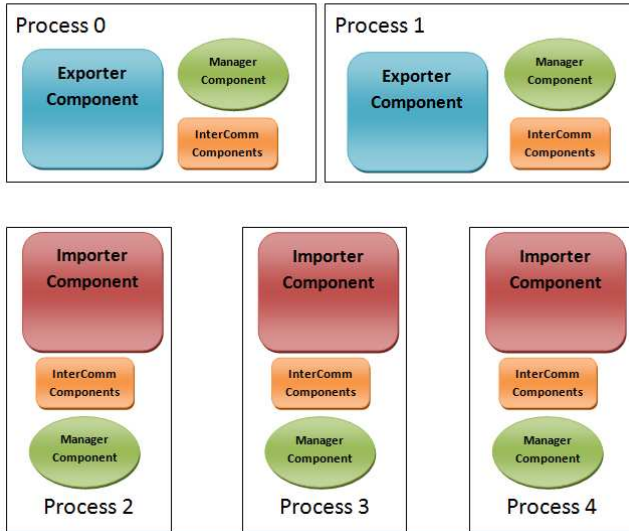 Process 0
Exporter
Component
Manager
Component
InterComm
Components
Process 1
Exporter
Component
Manager
Component
InterComm
Components
Importer
Component
InterComm
Components
Manager
Component
Process 2
Importer
Component
InterComm
Components
Manager
Component
Process 3
Importer
Component
InterComm
Components
Manager
Component
Process 4